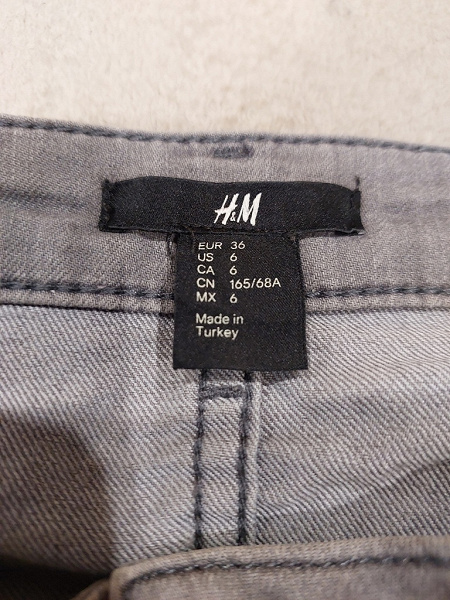 H&M
EUR 36
US 6
CA 6
CN 165/68A
MX 6
Made in
Turkey